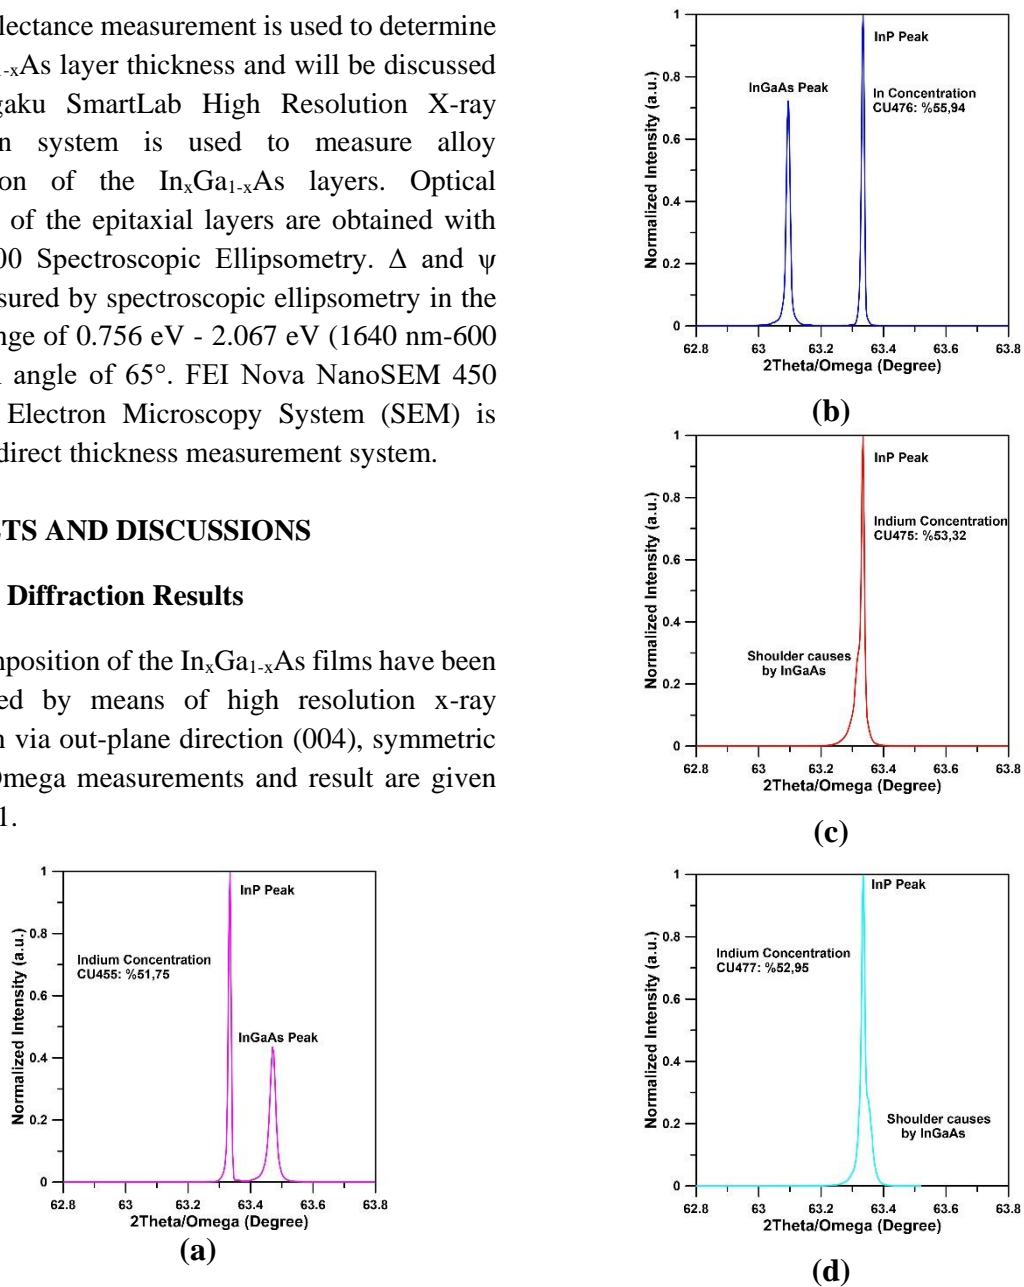 lectance measurement is used to determine
1-xAs layer thickness and will be discussed
gaku SmartLab High Resolution X-ray
n system is used to measure alloy
on of the InxGa1-xAs layers. Optical
of the epitaxial layers are obtained with
00 Spectroscopic Ellipsometry. Δ and ψ
sured by spectroscopic ellipsometry in the
nge of 0.756 eV - 2.067 eV (1640 nm-600
angle of 65°. FEI Nova NanoSEM 450
Electron Microscopy System (SEM) is
direct thickness measurement system.
TS AND DISCUSSIONS
Diffraction Results
mposition of the InxGa1-xAs films have been
ed by means of high resolution x-ray
n via out-plane direction (004), symmetric
Omega measurements and result are given
1.
1
InP Peak
0.8
Indium Concentration
CU455: %51,75
0.6
InGaAs Peak
0.4
0.2
0
Normalized Intensity (a.u.)
62.8 63 63.2 63.4 63.6 63.8
2Theta/Omega (Degree)
(a)
1
InP Peak
0.8
InGaAs Peak
In Concentration
CU476: %55,94
0.6
0.4
0.2
0
Normalized Intensity (a.u.)
62.8 63 63.2 63.4 63.6 63.8
2Theta/Omega (Degree)
(b)
1
InP Peak
0.8
Indium Concentration
CU475: %53,32
0.6
0.4
Shoulder causes
by InGaAs
0.2
0
Normalized Intensity (a.u.)
62.8 63 63.2 63.4 63.6 63.8
2Theta/Omega (Degree)
(c)
1
InP Peak
0.8
Indium Concentration
CU477: %52,95
0.6
0.4
Shoulder causes
by InGaAs
0.2
0
Normalized Intensity (a.u.)
62.8 63 63.2 63.4 63.6 63.8
2Theta/Omega (Degree)
(d)